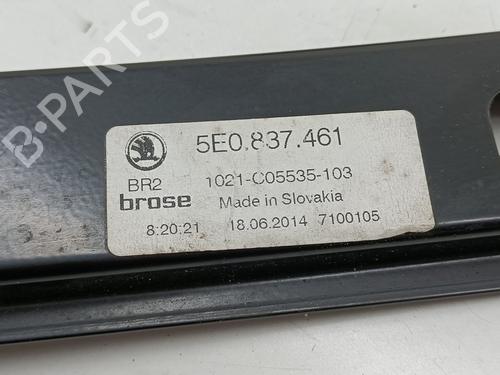 B-PARTS
5E0.837.461
BR2
1021-C05535-103
brose
Made in Slovakia
8:20:21
18.06.2014
7100105